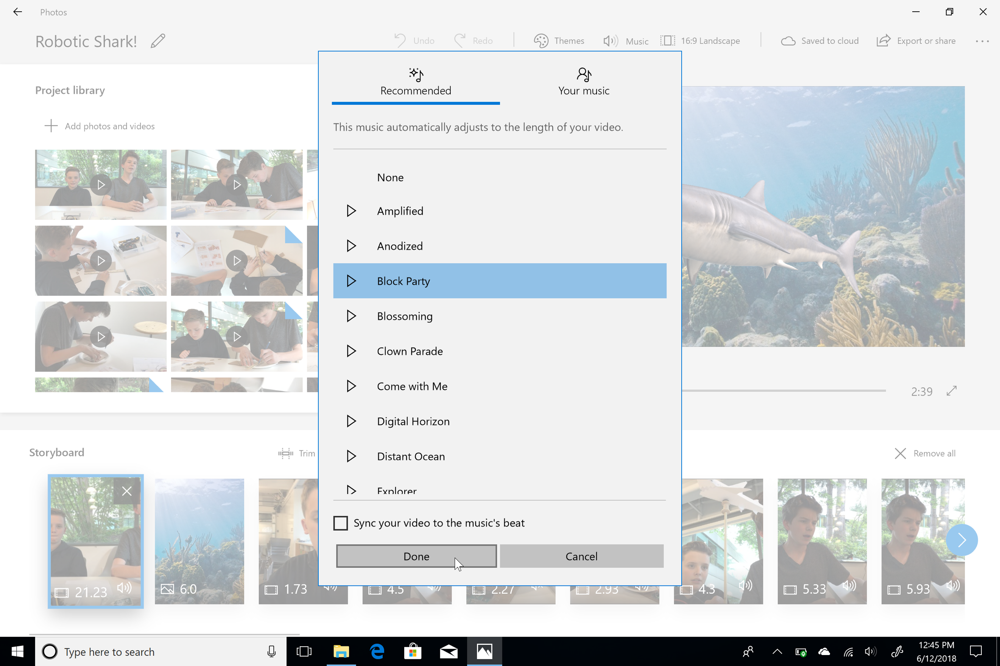 Photos
Robotic Shark!
Undo
Redo
Themes
Music
16:9 Landscape
Saved to cloud
Export or share
Project library
Add photos and videos
Recommended
Your music
This music automatically adjusts to the length of your video.
None
Amplified
Anodized
Block Party
Blossoming
Clown Parade
Come with Me
Digital Horizon
Distant Ocean
Explorer
Sync your video to the music's beat
Done
Cancel
2:39
Storyboard
Trim
Remove all
21.23
6.0
1.73
4.5
2.27
2.93
4.3
5.33
5.93
Type here to search
12:45 PM
6/12/2018